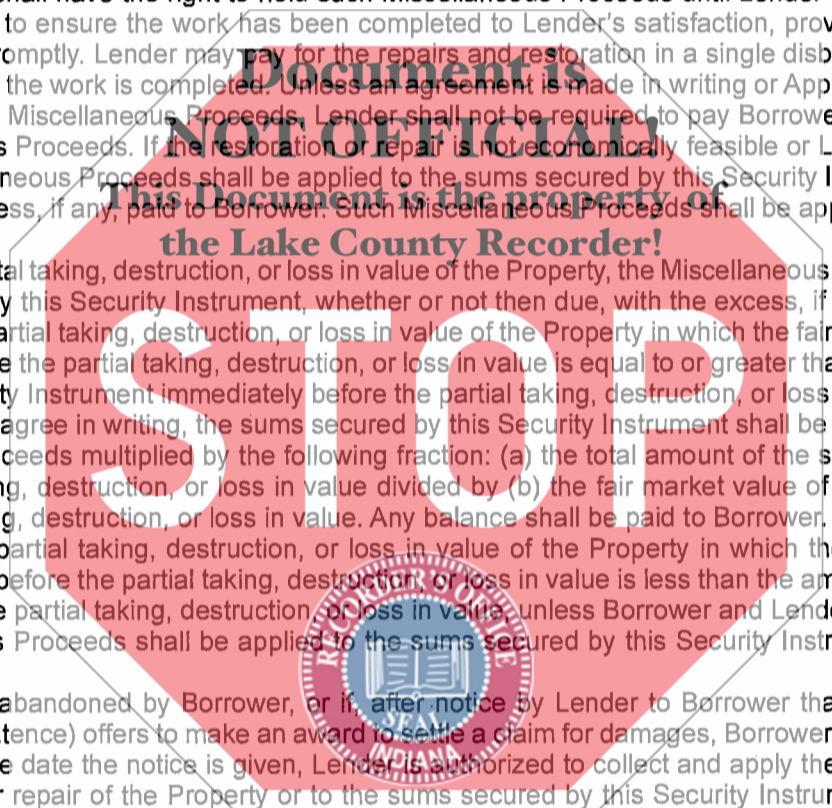 to ensure the work has been completed to Lender's satisfaction, prov
omptly. Lender may pay for the repairs and restoration in a single disb
the work is completed. Unless an agreement is made in writing or App
Miscellaneous Proceeds, Lender shall not be required to pay Borrowe
s Proceeds. If the restoration or repair is not economically feasible or L
neous Proceeds shall be applied to the sums secured by this Security I
ess, if any, paid to Borrower. Such Miscellaneous Proceeds shall be app
Document is
NOT OFFICIAL!
This Document is the property of
the Lake County Recorder!
tal taking, destruction, or loss in value of the Property, the Miscellaneous
y this Security Instrument, whether or not then due, with the excess, if
artial taking, destruction, or loss in value of the Property in which the fair
e the partial taking, destruction, or loss in value is equal to or greater tha
ty Instrument immediately before the partial taking, destruction, or loss
agree in writing, the sums secured by this Security Instrument shall be
ceeds multiplied by the following fraction: (a) the total amount of the s
ng, destruction, or loss in value divided by (b) the fair market value of
g, destruction, or loss in value. Any balance shall be paid to Borrower.
STOP
partial taking, destruction, or loss in value of the Property in which the
before the partial taking, destruction, or loss in value is less than the am
e partial taking, destruction, or loss in value, unless Borrower and Lend
s Proceeds shall be applied to the sums secured by this Security Instr
RECORDER'S OFFICE
SEAL
INDIANA
abandoned by Borrower, or if, after notice by Lender to Borrower tha
tence) offers to make an award to settle a claim for damages, Borrower
e date the notice is given, Lender is authorized to collect and apply the
r repair of the Property or to the sums secured by this Security Instrum